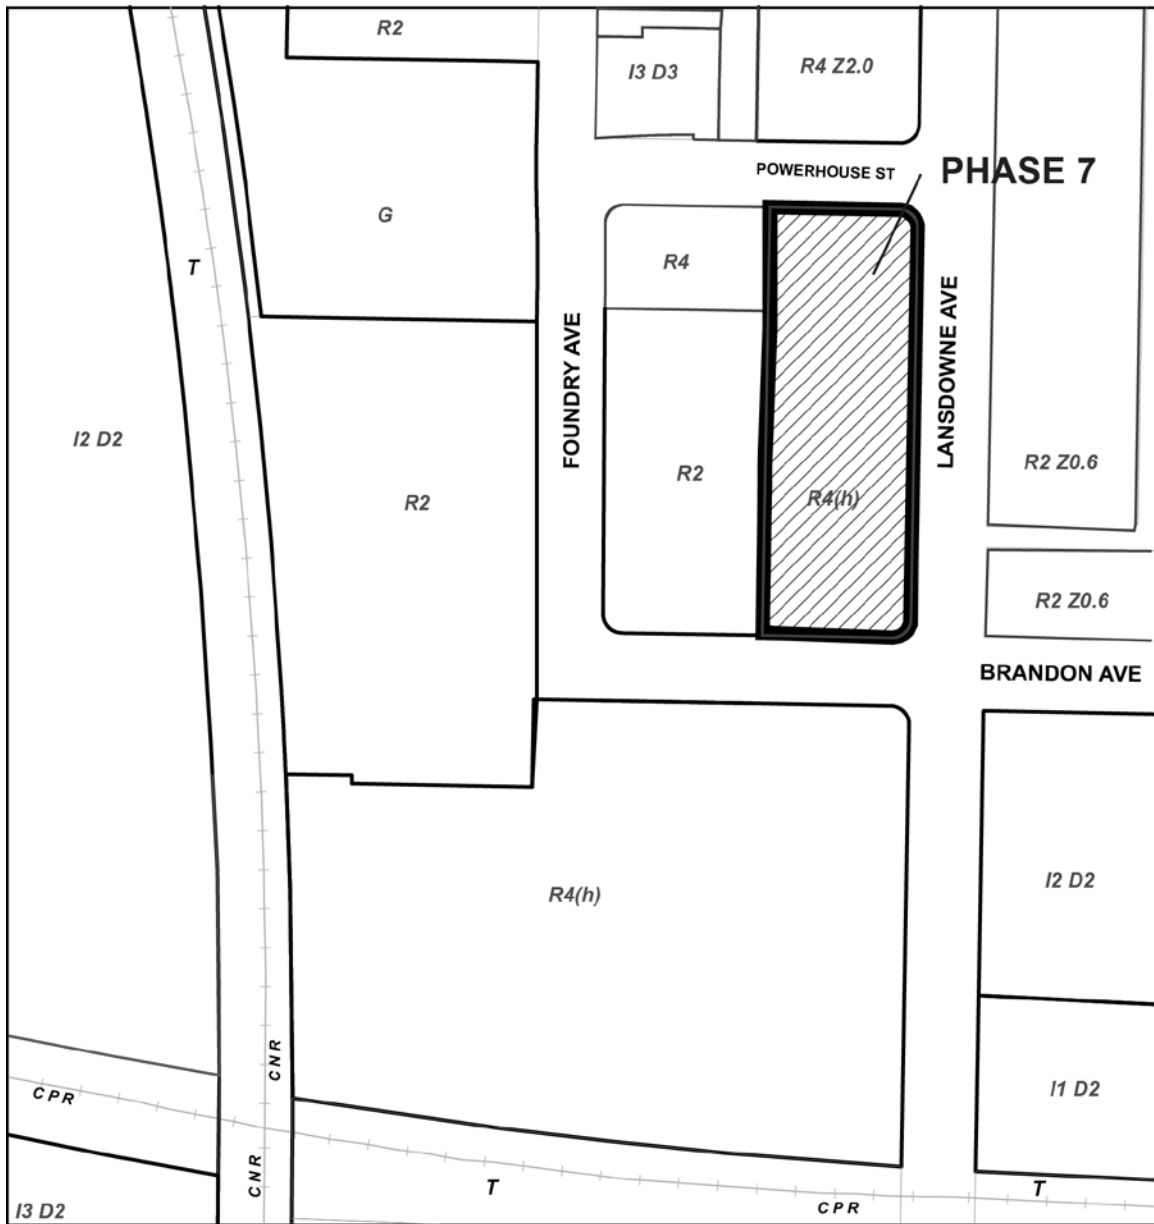 R2
I3 D3
R4 Z2.0
POWERHOUSE ST
PHASE 7
G
R4
T
FOUNDRY AVE
LANSDOWNE AVE
I2 D2
R2
R2
R4(h)
R2 Z0.6
R2 Z0.6
BRANDON AVE
R4(h)
I2 D2
CNR
CPR
I1 D2
CNR
T
T
CPR
I3 D2